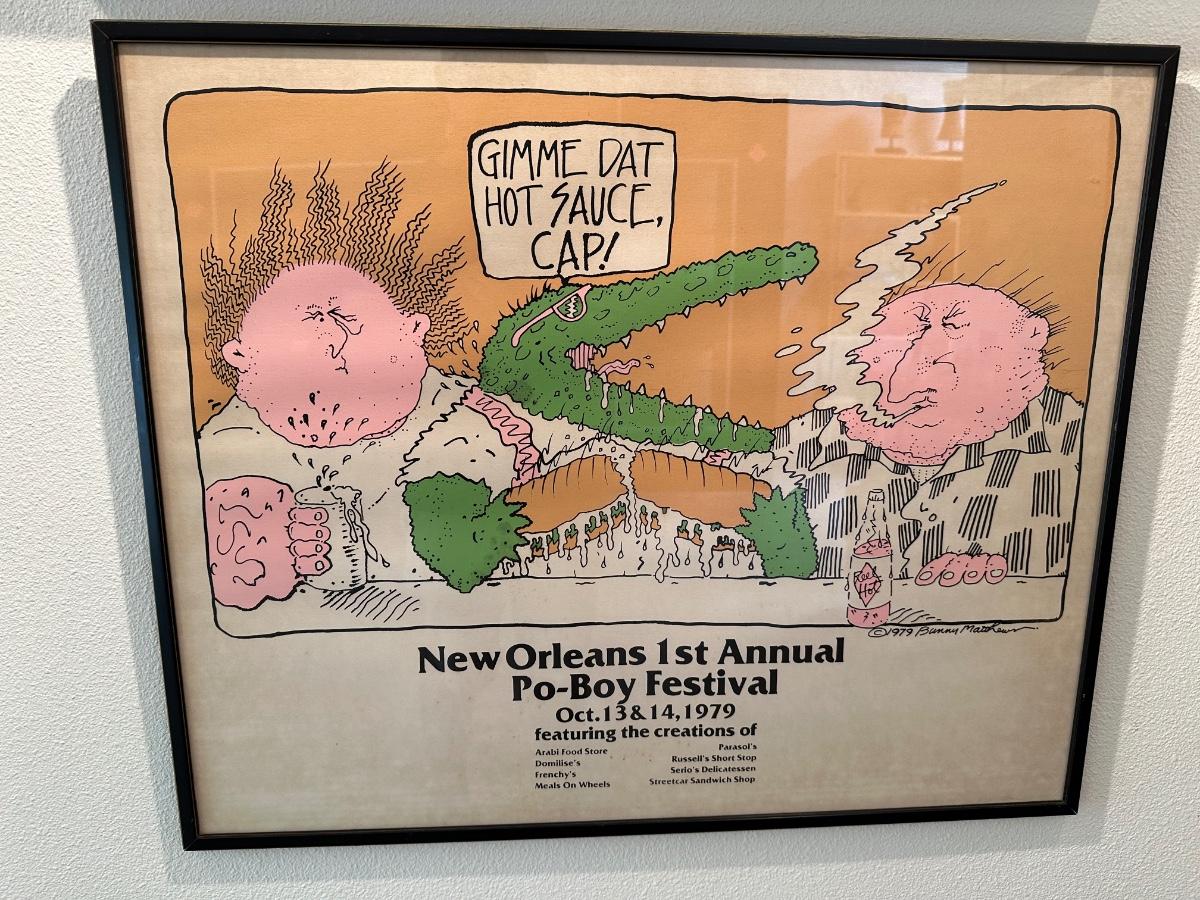 GIMME DAT
HOT SAUCE,
CAP!
Red
Hot
©1979 Bunny Matthews
New Orleans 1st Annual
Po-Boy Festival
Oct.13&14,1979
featuring the creations of
Arabi Food Store
Domilise's
Frenchy's
Meals On Wheels
Parasol's
Russell's Short Stop
Serio's Delicatessen
Streetcar Sandwich Shop